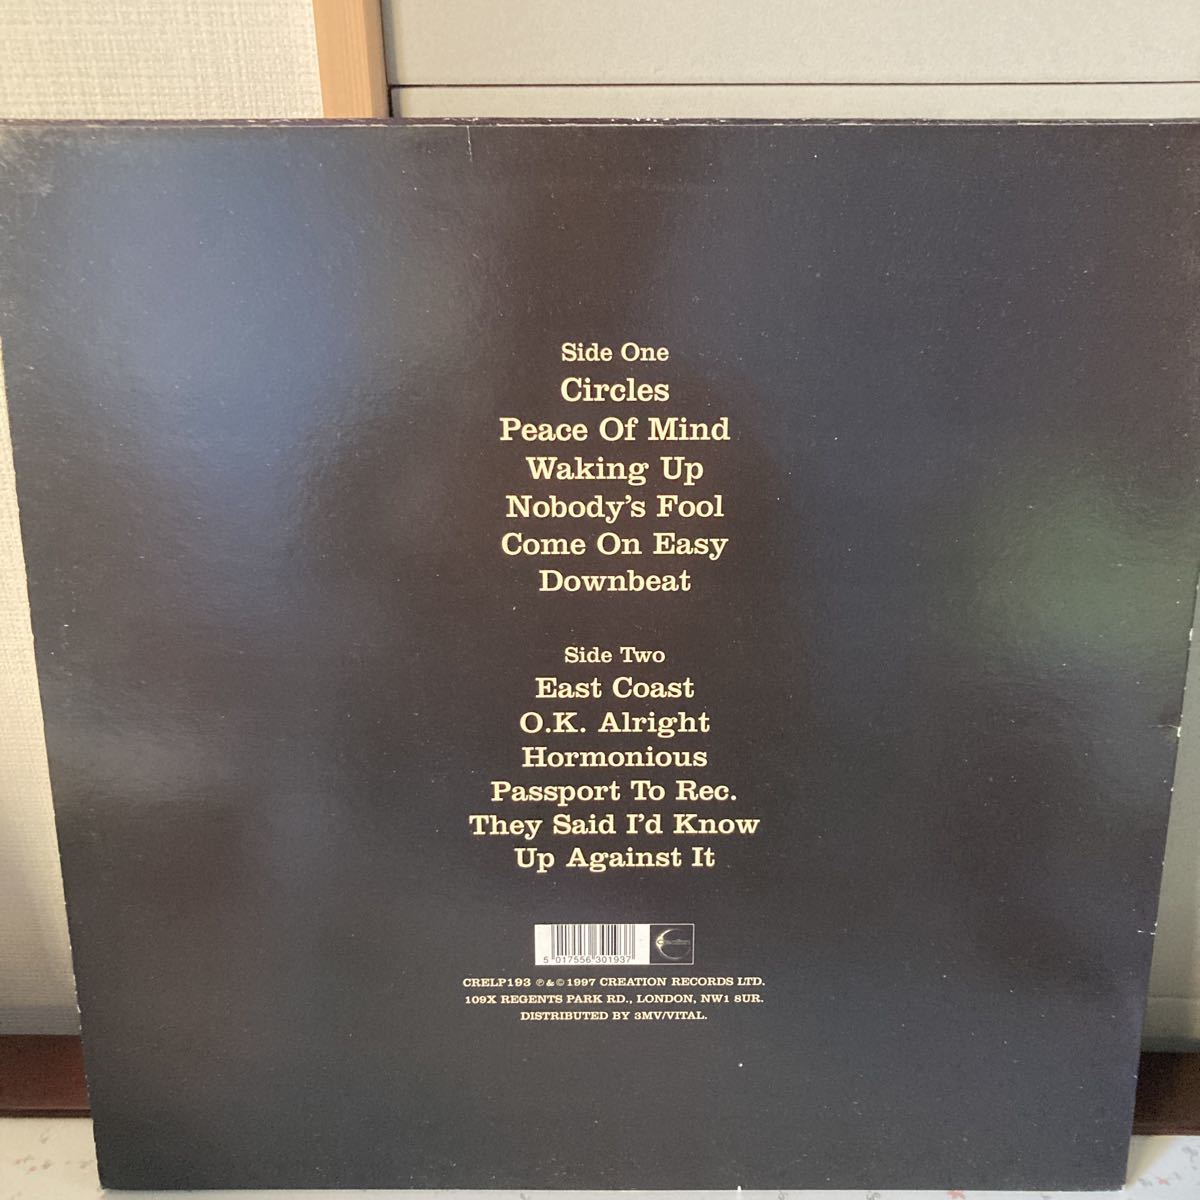 Side One
Circles
Peace Of Mind
Waking Up
Nobody's Fool
Come On Easy
Downbeat
Side Two
East Coast
O.K. Alright
Hormonious
Passport To Rec.
They Said I'd Know
Up Against It
5 017556 301937
CRELP193 ℗ & © 1997 CREATION RECORDS LTD.
109X REGENTS PARK RD., LONDON, NW1 8UR.
DISTRIBUTED BY 3MV/VITAL.